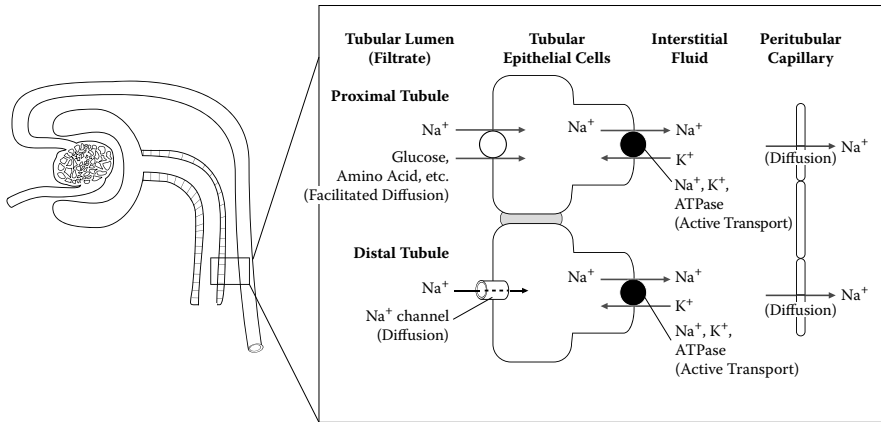 Tubular Lumen
(Filtrate)
Tubular
Epithelial Cells
Interstitial
Fluid
Peritubular
Capillary
Proximal Tubule
Na⁺
Glucose,
Amino Acid, etc.
(Facilitated Diffusion)
Na⁺
Na⁺
K⁺
Na⁺, K⁺,
ATPase
(Active Transport)
Na⁺
(Diffusion)
Distal Tubule
Na⁺
Na⁺ channel
(Diffusion)
Na⁺
Na⁺
K⁺
Na⁺, K⁺,
ATPase
(Active Transport)
Na⁺
(Diffusion)